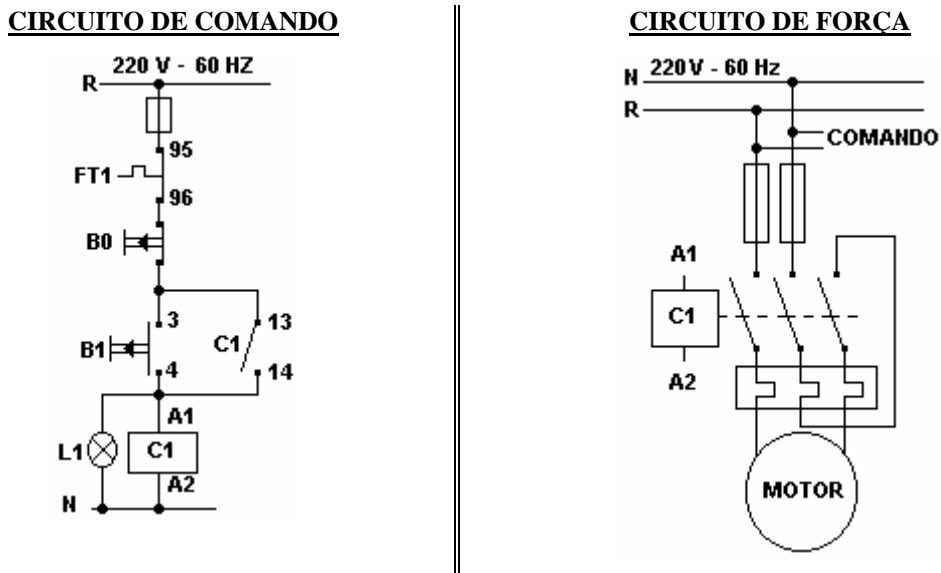 CIRCUITO DE COMANDO
220 V - 60 HZ
R
95
FT1
96
B0
3
13
B1
C1
4
14
A1
L1
C1
A2
N
CIRCUITO DE FORÇA
N 220V - 60 Hz
R
COMANDO
A1
C1
A2
MOTOR